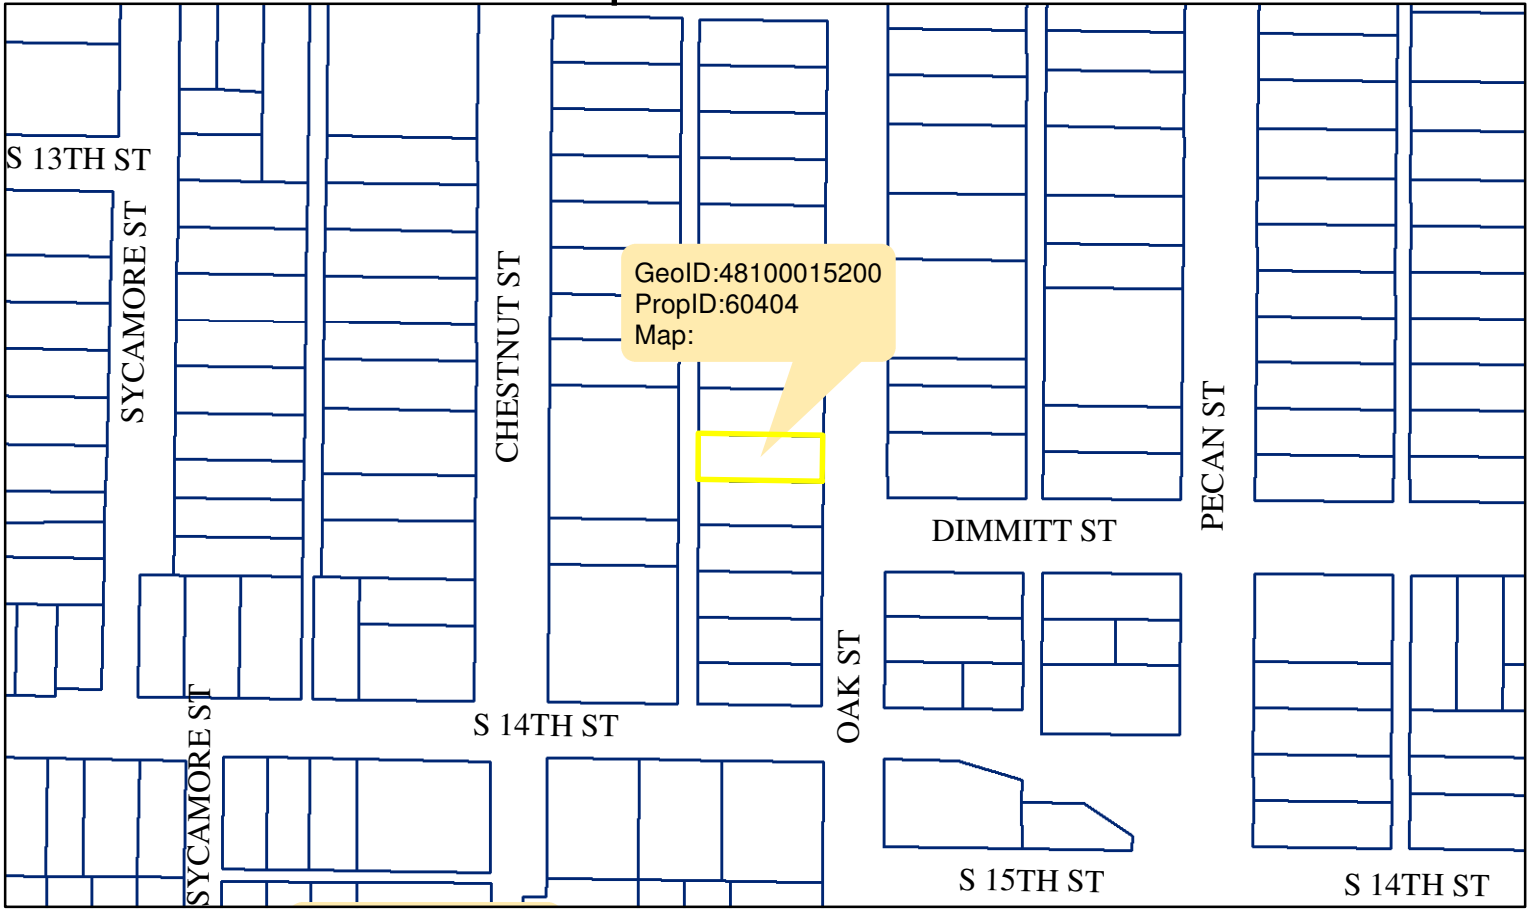 S 13TH ST
SYCAMORE ST
CHESTNUT ST
GeoID:48100015200
PropID:60404
Map:
PECAN ST
DIMMITT ST
OAK ST
S 14TH ST
SYCAMORE ST
S 15TH ST
S 14TH ST